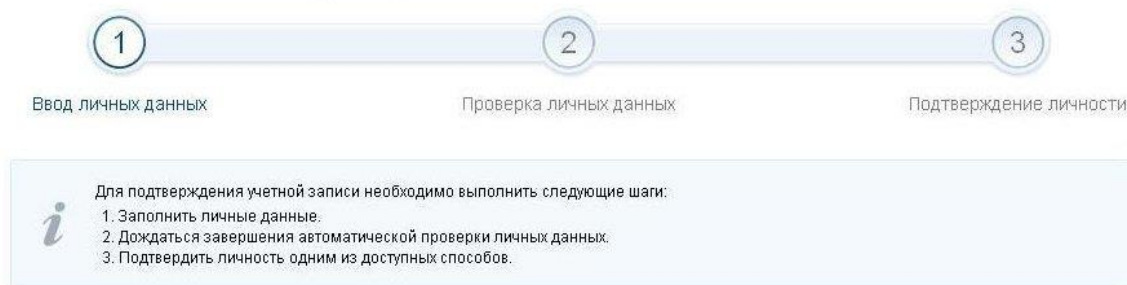 1
2
3
Ввод личных данных
Проверка личных данных
Подтверждение личности
Для подтверждения учетной записи необходимо выполнить следующие шаги:
1. Заполнить личные данные.
2. Дождаться завершения автоматической проверки личных данных.
3. Подтвердить личность одним из доступных способов.